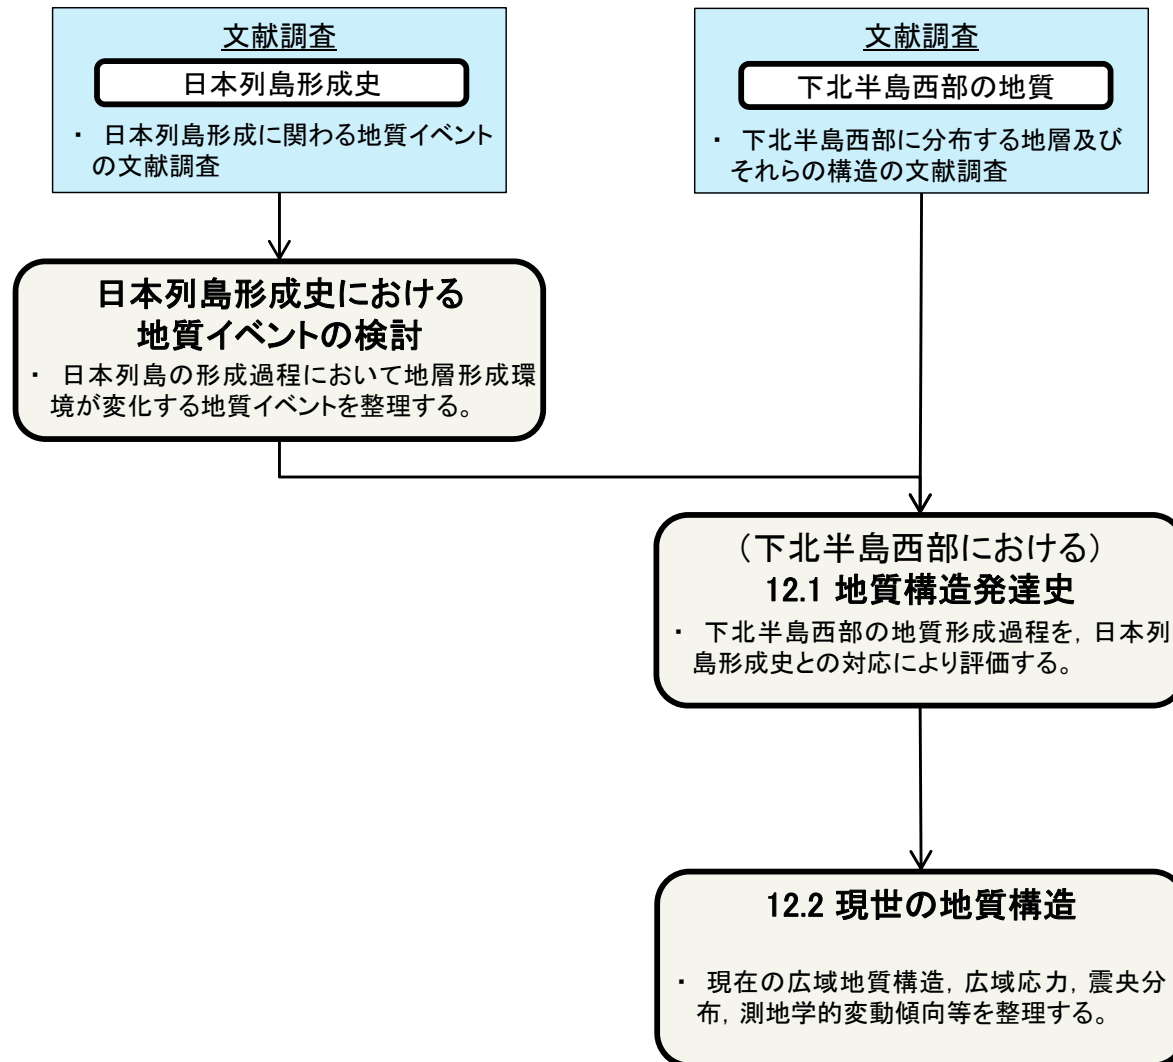 文献調査
日本列島形成史
・ 日本列島形成に関わる地質イベント
の文献調査
文献調査
下北半島西部の地質
・ 下北半島西部に分布する地層及び
それらの構造の文献調査
日本列島形成史における
地質イベントの検討
・ 日本列島の形成過程において地層形成環
境が変化する地質イベントを整理する。
（下北半島西部における）
12.1 地質構造発達史
・ 下北半島西部の地質形成過程を，日本列
島形成史との対応により評価する。
12.2 現世の地質構造
・ 現在の広域地質構造，広域応力，震央分
布，測地学的変動傾向等を整理する。